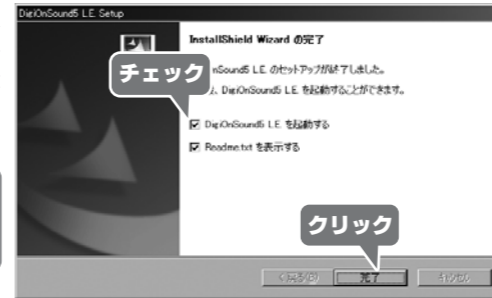 DigiOnSound5 L.E. Setup
InstallShield Wizard の完了
チェック
nSound5 L.E. のセットアップが終了しました。
DigiOnSound5 L.E. を起動することができます。
DigiOnSound5 L.E. を起動する
Readme.txt を表示する
クリック
< 戻る(B)
完了
キャンセル